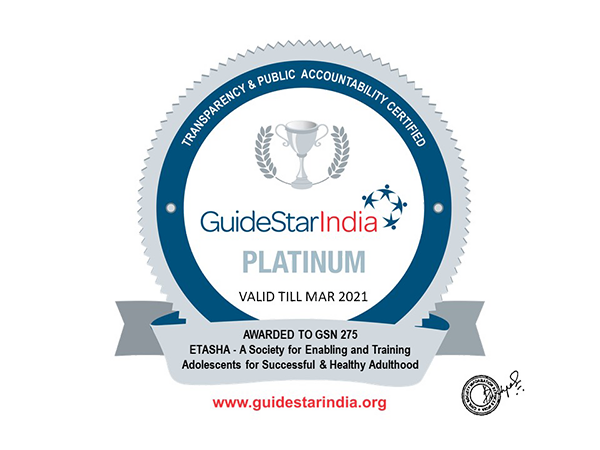 TRANSPARENCY & PUBLIC ACCOUNTABILITY CERTIFIED
GuideStarIndia
PLATINUM
VALID TILL MAR 2021
AWARDED TO GSN 275
ETASHA - A Society for Enabling and Training
Adolescents for Successful & Healthy Adulthood
www.guidestarindia.org